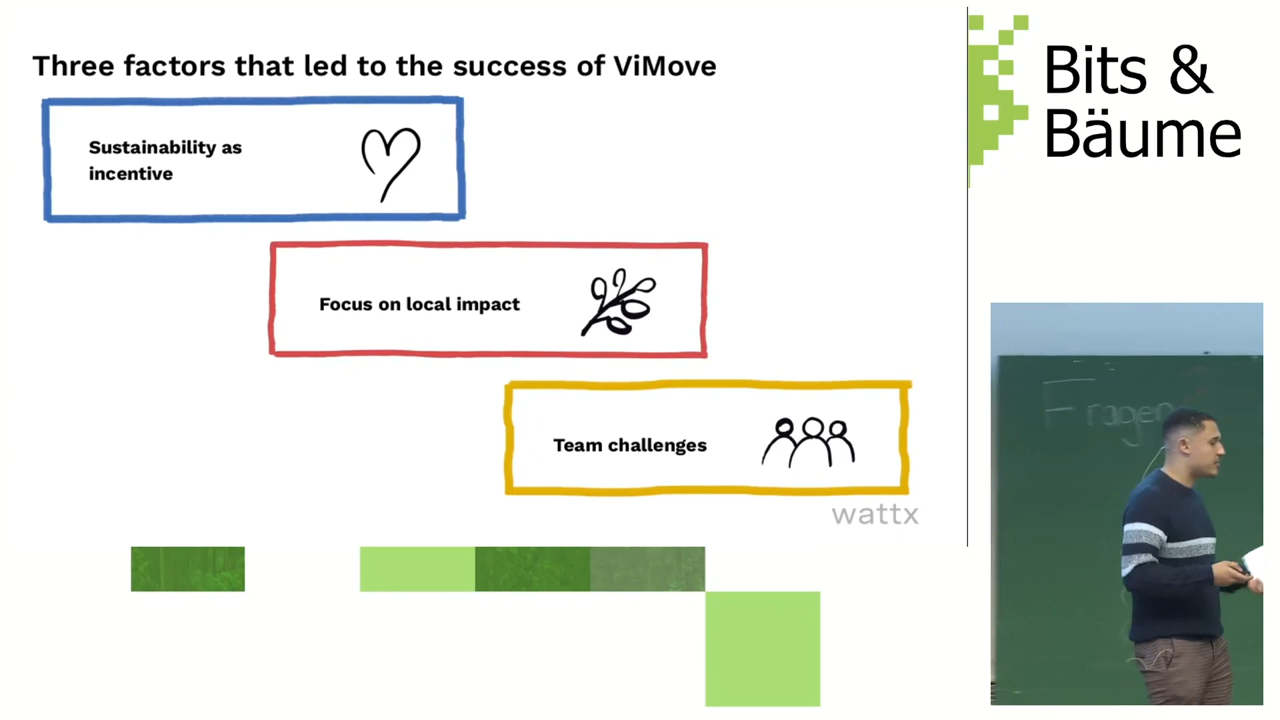 Three factors that led to the success of ViMove
Sustainability as
incentive
Focus on local impact
Team challenges
wattx
Bits &
Bäume
Fragen